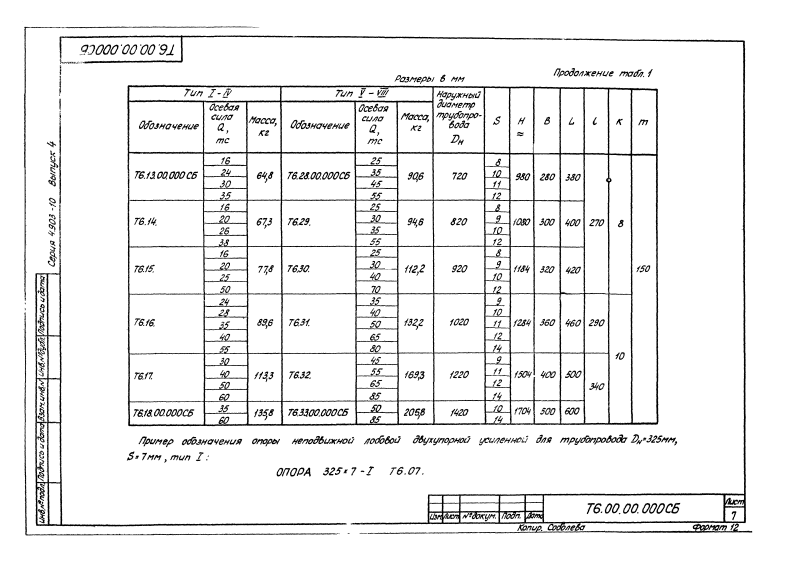 Т6.00.00.000СБ
Размеры в мм
Продолжение табл.1
Тип I-IV | Тип V-VIII | Наружный диаметр трубопровода Dн | S | H ≈ | B | L | l | K | m
Обозначение | Осевая сила Q, тс | Масса, кг | Обозначение | Осевая сила Q, тс | Масса, кг
Т6.13.00.000 СБ | 16 | 64,8 | Т6.28.00.000СБ | 25 | 90,6 | 720 | 8 | 980 | 280 | 380 | 270 | 8 | 150
24 | 35 | 10
30 | 45 | 11
35 | 55 | 12
Т6.14. | 16 | 67,3 | Т6.29. | 25 | 94,6 | 820 | 8 | 1080 | 300 | 400
20 | 30 | 9
26 | 35 | 10
38 | 55 | 12
Т6.15. | 16 | 77,8 | Т6.30. | 25 | 112,2 | 920 | 8 | 1184 | 320 | 420
20 | 30 | 9
25 | 40 | 10
50 | 70 | 12
Т6.16. | 24 | 89,6 | Т6.31. | 35 | 132,2 | 1020 | 9 | 1284 | 360 | 460 | 290 | 10
28 | 40 | 10
35 | 50 | 11
40 | 65 | 12
55 | 80 | 14
Т6.17. | 30 | 113,3 | Т6.32. | 45 | 169,3 | 1220 | 9 | 1504 | 400 | 500 | 340
40 | 55 | 11
50 | 65 | 12
60 | 85 | 14
Т6.18.00.000СБ | 35 | 135,8 | Т6.33.00.000СБ | 50 | 205,8 | 1420 | 10 | 1704 | 500 | 600
60 | 85 | 14
Пример обозначения опоры неподвижной лобовой двухупорной усиленной для трубопровода Dн=325мм,
S=7мм, тип I:
ОПОРА 325×7-I Т6.07.
Серия 4.903-10 Выпуск 4
Инв.№подл. Подпись и дата Взам.инв.№ Инв.№дубл. Подпись и дата
Изм Лист №докум. Подп. Дата
Т6.00.00.000СБ
Лист
7
Копир. Соболева
Формат 12